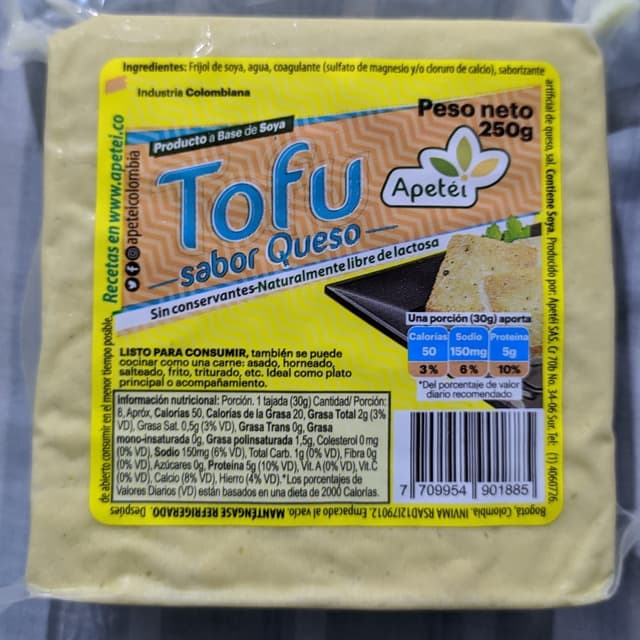 Ingredientes: Frijol de soya, agua, coagulante (sulfato de magnesio y/o cloruro de calcio), saborizante
artificial de queso, sal. Contiene Soya. Producido por: Apetéi SAS. Cr 70b No. 34-06 Sur. Tel: (1) 4060726.
Bogotá, Colombia. INVIMA RSAD12I79012. Empacado al vacío. MANTÉNGASE REFRIGERADO. Despúes
de abierto consumir en el menor tiempo posible.
Recetas en www.apetei.co
@apeteicolombia
Industria Colombiana
Peso neto
250g
Producto a Base de Soya
Apetéi
Tofu
sabor Queso
Sin conservantes-Naturalmente libre de lactosa
LISTO PARA CONSUMIR, también se puede
cocinar como una carne: asado, horneado,
salteado, frito, triturado, etc. Ideal como plato
principal o acompañamiento.
Una porción (30g) aporta
Calorías Sodio Proteina
50 150mg 5g
3% 6% 10%
*Del porcentaje de valor
diario recomendado
Información nutricional: Porción. 1 tajada (30g) Cantidad/ Porción:
8, Apróx, Calorías 50, Calorías de la Grasa 20, Grasa Total 2g (3%
VD), Grasa Sat. 0,5g (3% VD), Grasa Trans 0g, Grasa
mono-insaturada 0g, Grasa polinsaturada 1,5g, Colesterol 0 mg
(0% VD), Sodio 150mg (6% VD), Total Carb. 1g (0% VD), Fibra 0g
(0% VD), Azúcares 0g, Proteina 5g (10% VD), Vit. A (0% VD), Vit.C
(0% VD), Calcio (8% VD), Hierro (4% VD).* Los porcentajes de
Valores Diarios (VD) están basados en una dieta de 2000 Calorías.
7 709954 901885